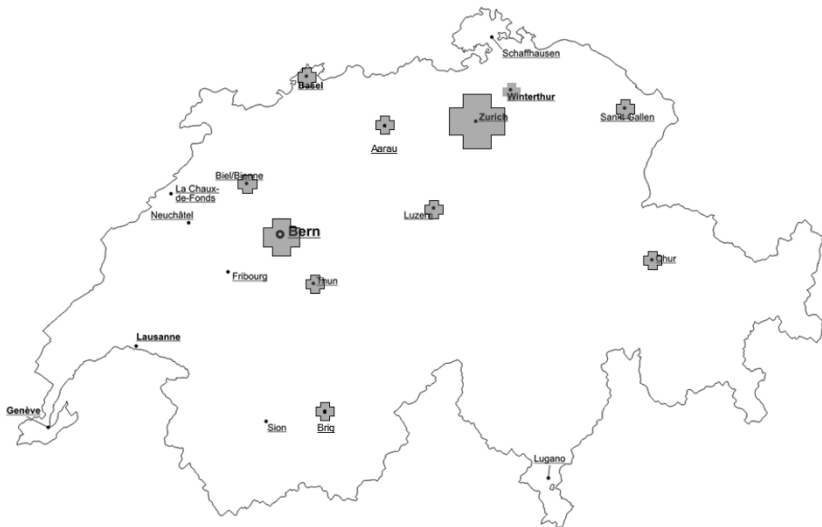 Schaffhausen
Basel
Winterthur
Zurich
Sankt Gallen
Aarau
Biel/Bienne
La Chaux-
de-Fonds
Luzern
Neuchâtel
Bern
Chur
Fribourg
Thun
Lausanne
Genève
Sion
Brig
Lugano